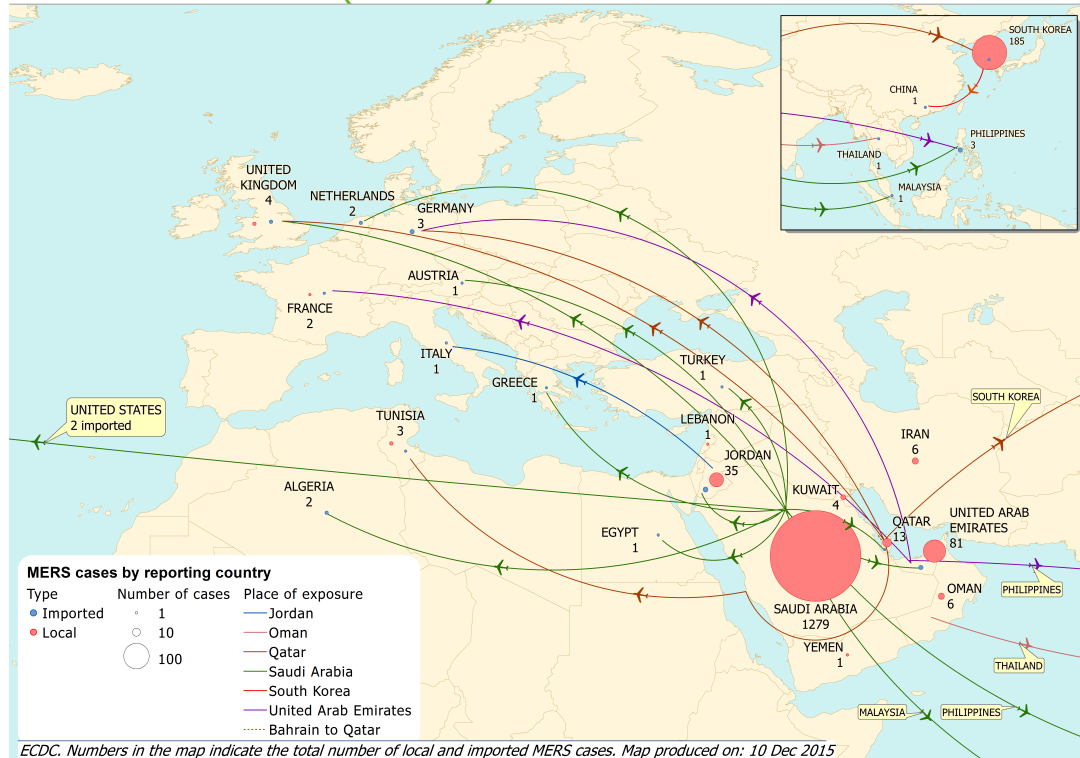 SOUTH KOREA
185
CHINA
1
PHILIPPINES
3
THAILAND
1
MALAYSIA
1
UNITED
KINGDOM
4
NETHERLANDS
2
GERMANY
3
AUSTRIA
1
FRANCE
2
ITALY
1
GREECE
1
TURKEY
1
UNITED STATES
2 imported
TUNISIA
3
LEBANON
1
JORDAN
35
SOUTH KOREA
IRAN
6
ALGERIA
2
KUWAIT
4
EGYPT
1
QATAR
13
UNITED ARAB
EMIRATES
81
PHILIPPINES
OMAN
6
SAUDI ARABIA
1279
YEMEN
1
THAILAND
MALAYSIA
PHILIPPINES
MERS cases by reporting country
Type
Imported
Local
Number of cases
1
10
100
Place of exposure
Jordan
Oman
Qatar
Saudi Arabia
South Korea
United Arab Emirates
Bahrain to Qatar
ECDC. Numbers in the map indicate the total number of local and imported MERS cases. Map produced on: 10 Dec 2015